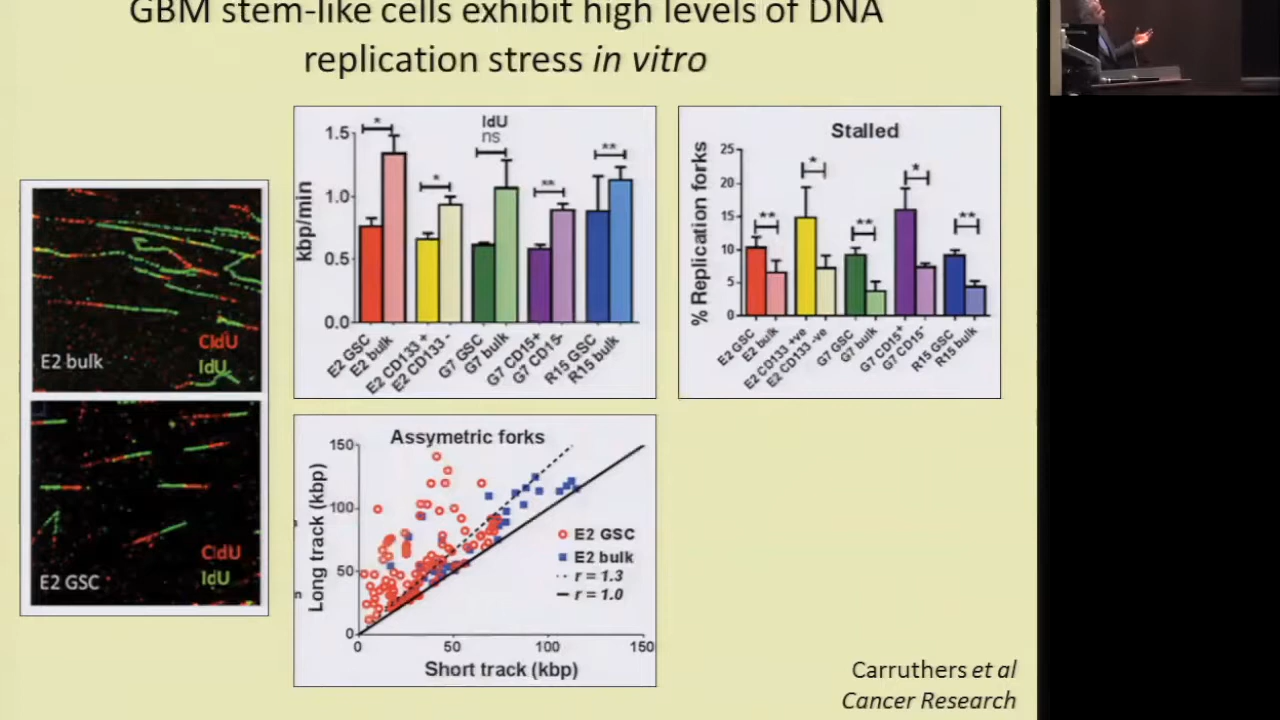 GBM stem-like cells exhibit high levels of DNA
replication stress in vitro
E2 bulk
CldU
IdU
E2 GSC
CldU
IdU
IdU
ns
*
*
**
**
1.5
1.0
0.5
0.0
kbp/min
E2 GSC
E2 bulk
E2 CD133 +
E2 CD133 -
G7 GSC
G7 bulk
G7 CD15+
G7 CD15-
R15 GSC
R15 bulk
Stalled
25
20
15
10
5
0
% Replication forks
**
*
**
*
**
E2 GSC
E2 bulk
E2 CD133 +ve
E2 CD133 -ve
G7 GSC
G7 bulk
G7 CD15+
G7 CD15-
R15 GSC
R15 bulk
Assymetric forks
150
100
50
0
Long track (kbp)
E2 GSC
E2 bulk
r = 1.3
r = 1.0
0
50
100
150
Short track (kbp)
Carruthers et al
Cancer Research